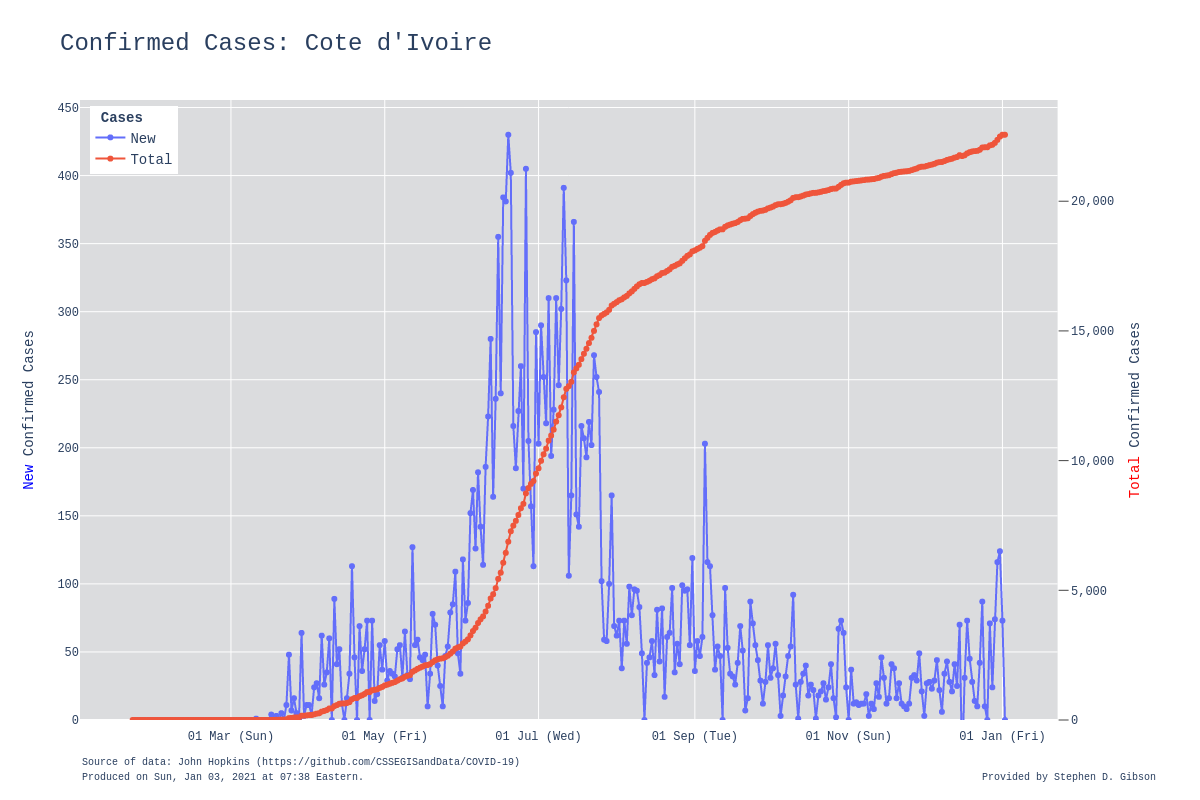 Confirmed Cases: Cote d'Ivoire
Cases
New
Total
450
400
350
300
250
200
150
100
50
0
20,000
15,000
10,000
5,000
0
New Confirmed Cases
Total Confirmed Cases
01 Mar (Sun)
01 May (Fri)
01 Jul (Wed)
01 Sep (Tue)
01 Nov (Sun)
01 Jan (Fri)
Source of data: John Hopkins (https://github.com/CSSEGISandData/COVID-19)
Produced on Sun, Jan 03, 2021 at 07:38 Eastern.
Provided by Stephen D. Gibson